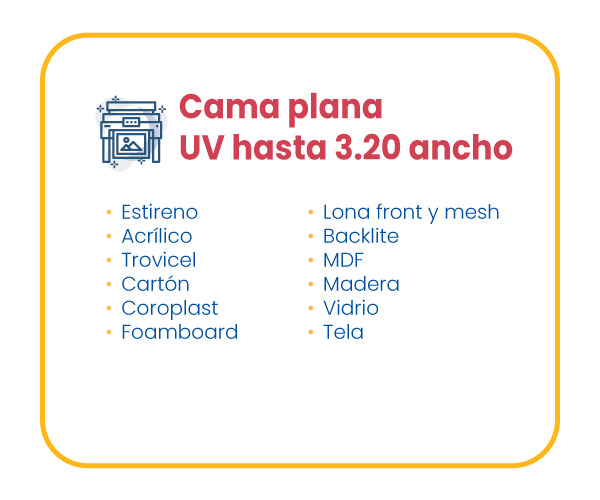 Cama plana
UV hasta 3.20 ancho
• Estireno
• Acrílico
• Trovicel
• Cartón
• Coroplast
• Foamboard
• Lona front y mesh
• Backlite
• MDF
• Madera
• Vidrio
• Tela